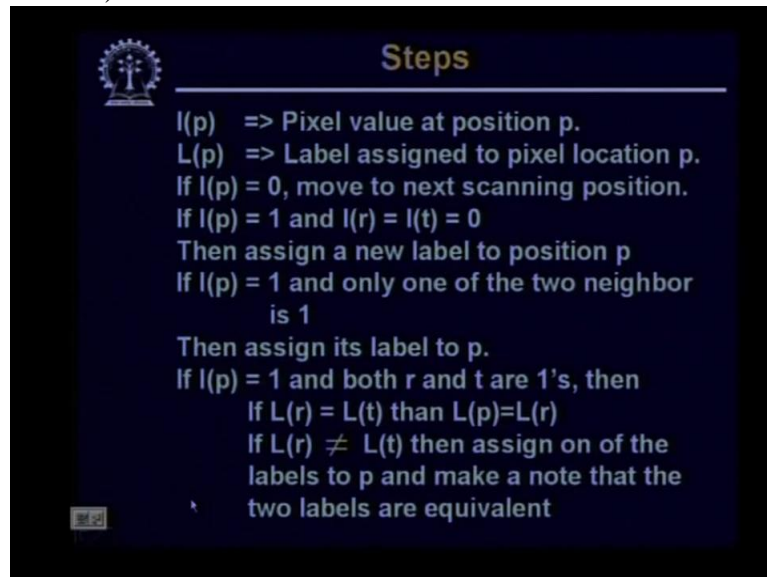 Steps
I(p) => Pixel value at position p.
L(p) => Label assigned to pixel location p.
If I(p) = 0, move to next scanning position.
If I(p) = 1 and I(r) = I(t) = 0
Then assign a new label to position p
If I(p) = 1 and only one of the two neighbor
is 1
Then assign its label to p.
If I(p) = 1 and both r and t are 1's, then
If L(r) = L(t) than L(p)=L(r)
If L(r) ≠ L(t) then assign on of the
labels to p and make a note that the
two labels are equivalent